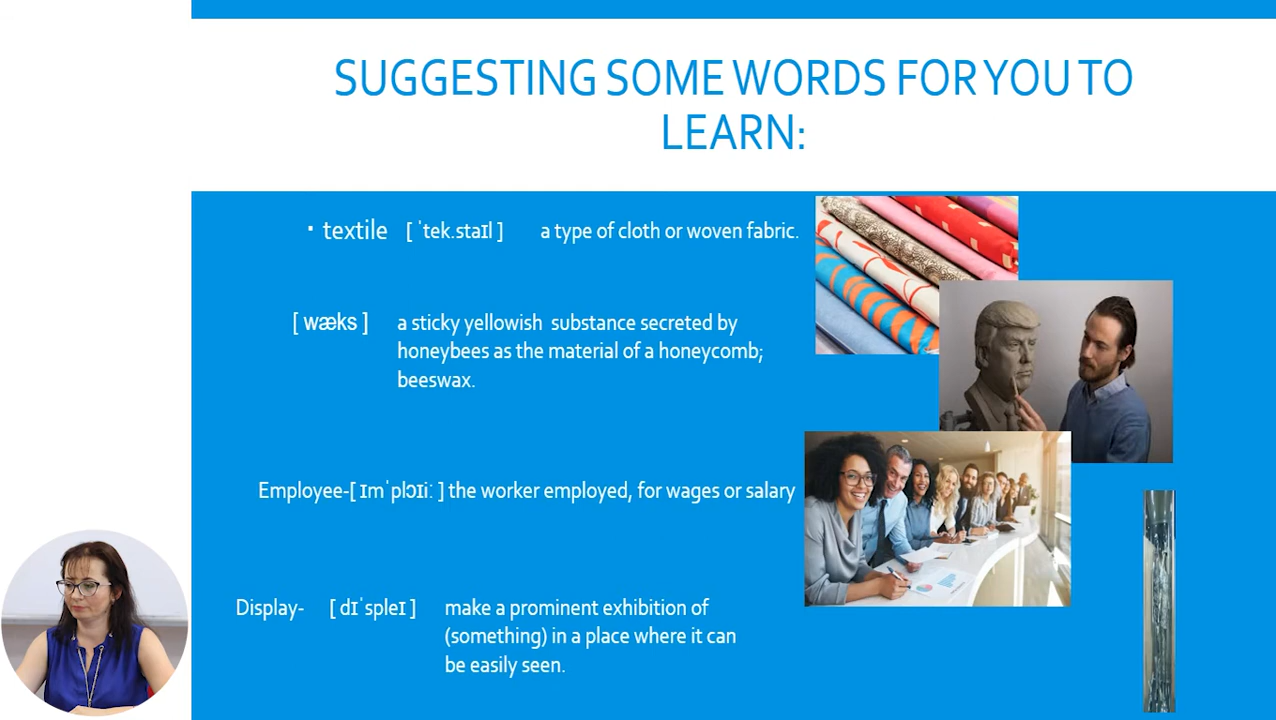 SUGGESTING SOME WORDS FOR YOU TO
LEARN:
▪ textile [ ˈtek.staɪl ] a type of cloth or woven fabric.
[ wæks ] a sticky yellowish substance secreted by
honeybees as the material of a honeycomb;
beeswax.
Employee-[ ɪmˈplɔɪiː ] the worker employed, for wages or salary
Display- [ dɪˈspleɪ ] make a prominent exhibition of
(something) in a place where it can
be easily seen.